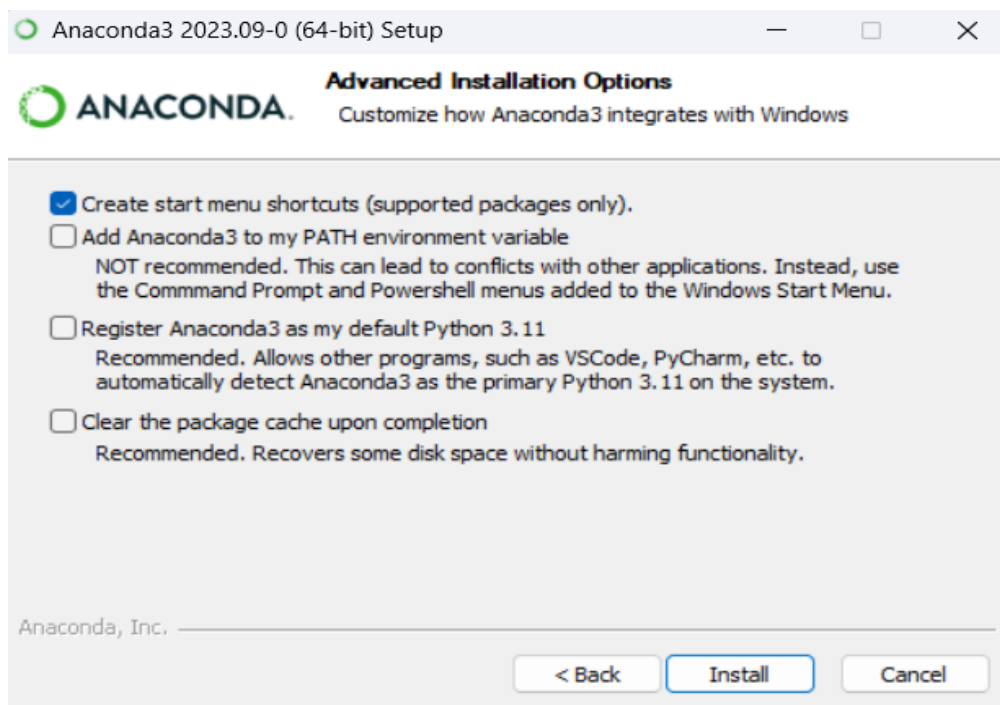 Anaconda3 2023.09-0 (64-bit) Setup
ANACONDA.
Advanced Installation Options
Customize how Anaconda3 integrates with Windows
Create start menu shortcuts (supported packages only).
Add Anaconda3 to my PATH environment variable
NOT recommended. This can lead to conflicts with other applications. Instead, use
the Commmand Prompt and Powershell menus added to the Windows Start Menu.
Register Anaconda3 as my default Python 3.11
Recommended. Allows other programs, such as VSCode, PyCharm, etc. to
automatically detect Anaconda3 as the primary Python 3.11 on the system.
Clear the package cache upon completion
Recommended. Recovers some disk space without harming functionality.
Anaconda, Inc.
< Back
Install
Cancel